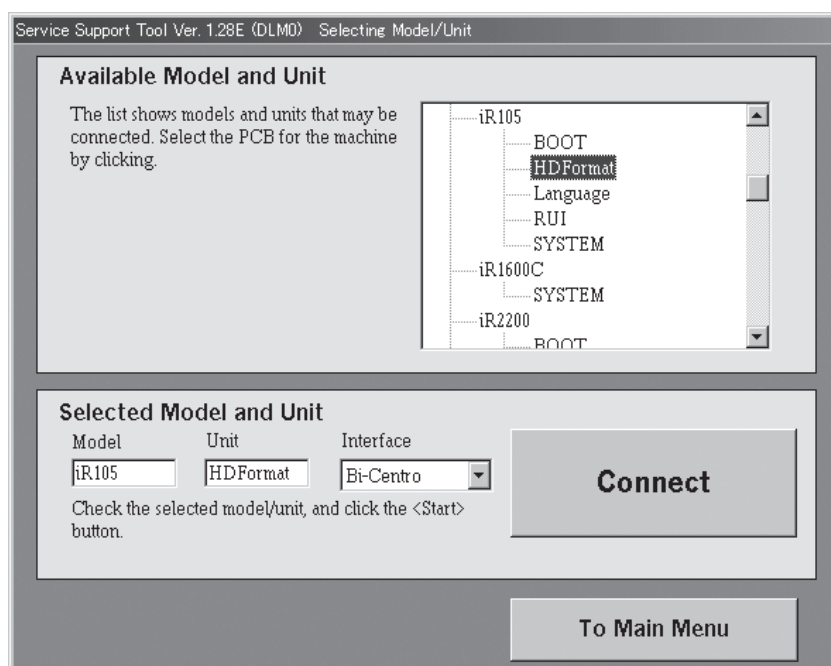 Service Support Tool Ver. 1.28E (DLM0)   Selecting Model/Unit
Available Model and Unit
The list shows models and units that may be
connected. Select the PCB for the machine
by clicking.
iR105
BOOT
HDFormat
Language
RUI
SYSTEM
iR1600C
SYSTEM
iR2200
BOOT
Selected Model and Unit
Model Unit Interface
iR105 HDFormat Bi-Centro
Check the selected model/unit, and click the <Start>
button.
Connect
To Main Menu